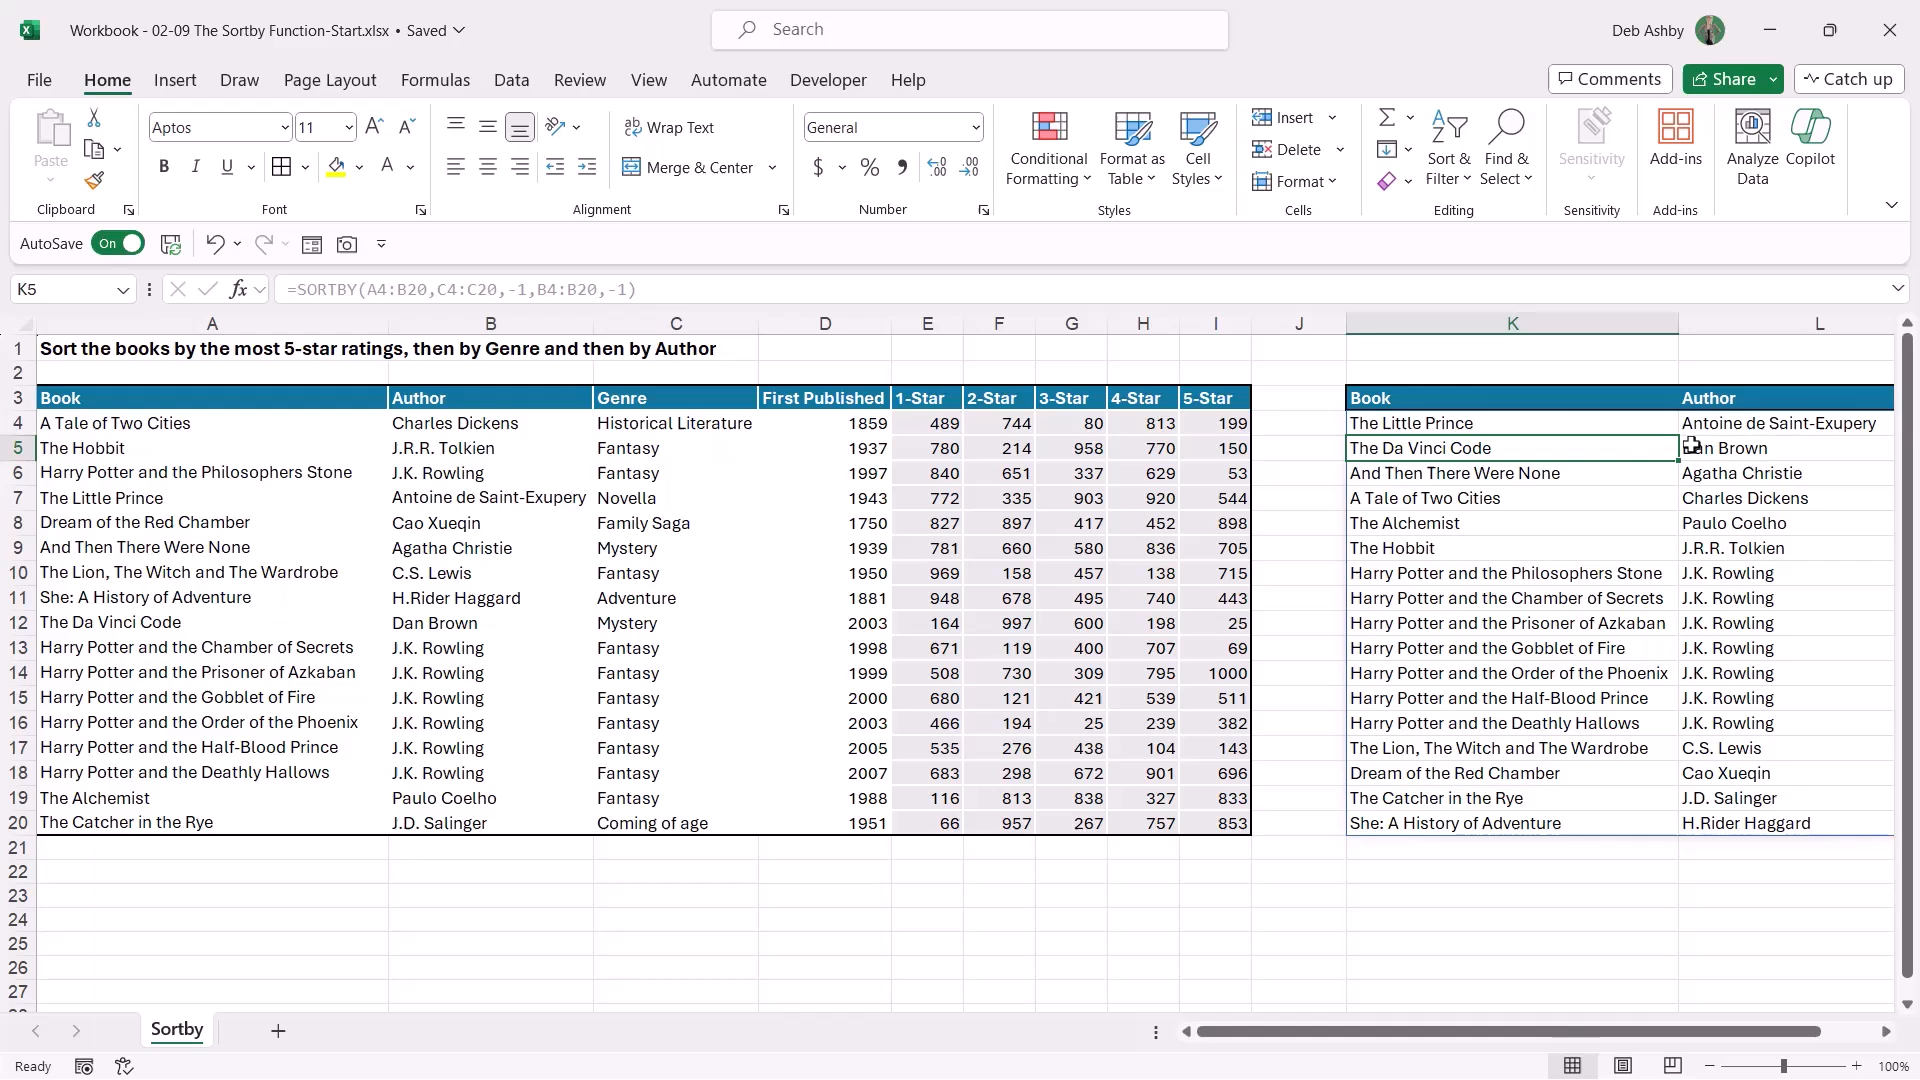 Workbook - 02-09 The Sortby Function-Start.xlsx • Saved
Search
Deb Ashby
File Home Insert Draw Page Layout Formulas Data Review View Automate Developer Help
Comments Share Catch up
Paste
Clipboard
Aptos 11
B I U A
Font
Wrap Text
Merge & Center
Alignment
General
$ % 9 .00 .00
Number
Conditional Formatting
Format as Table
Cell Styles
Styles
Insert
Delete
Format
Cells
Sort & Filter
Find & Select
Editing
Sensitivity
Sensitivity
Add-ins
Add-ins
Analyze Data
Copilot
AutoSave On
K5 fx =SORTBY(A4:B20,C4:C20,-1,B4:B20,-1)
A B C D E F G H I J K L
1 Sort the books by the most 5-star ratings, then by Genre and then by Author
2
3 Book Author Genre First Published 1-Star 2-Star 3-Star 4-Star 5-Star Book Author
4 A Tale of Two Cities Charles Dickens Historical Literature 1859 489 744 80 813 199 The Little Prince Antoine de Saint-Exupery
5 The Hobbit J.R.R. Tolkien Fantasy 1937 780 214 958 770 150 The Da Vinci Code Dan Brown
6 Harry Potter and the Philosophers Stone J.K. Rowling Fantasy 1997 840 651 337 629 53 And Then There Were None Agatha Christie
7 The Little Prince Antoine de Saint-Exupery Novella 1943 772 335 903 920 544 A Tale of Two Cities Charles Dickens
8 Dream of the Red Chamber Cao Xueqin Family Saga 1750 827 897 417 452 898 The Alchemist Paulo Coelho
9 And Then There Were None Agatha Christie Mystery 1939 781 660 580 836 705 The Hobbit J.R.R. Tolkien
10 The Lion, The Witch and The Wardrobe C.S. Lewis Fantasy 1950 969 158 457 138 715 Harry Potter and the Philosophers Stone J.K. Rowling
11 She: A History of Adventure H.Rider Haggard Adventure 1881 948 678 495 740 443 Harry Potter and the Chamber of Secrets J.K. Rowling
12 The Da Vinci Code Dan Brown Mystery 2003 164 997 600 198 25 Harry Potter and the Prisoner of Azkaban J.K. Rowling
13 Harry Potter and the Chamber of Secrets J.K. Rowling Fantasy 1998 671 119 400 707 69 Harry Potter and the Gobblet of Fire J.K. Rowling
14 Harry Potter and the Prisoner of Azkaban J.K. Rowling Fantasy 1999 508 730 309 795 1000 Harry Potter and the Order of the Phoenix J.K. Rowling
15 Harry Potter and the Gobblet of Fire J.K. Rowling Fantasy 2000 680 121 421 539 511 Harry Potter and the Half-Blood Prince J.K. Rowling
16 Harry Potter and the Order of the Phoenix J.K. Rowling Fantasy 2003 466 194 25 239 382 Harry Potter and the Deathly Hallows J.K. Rowling
17 Harry Potter and the Half-Blood Prince J.K. Rowling Fantasy 2005 535 276 438 104 143 The Lion, The Witch and The Wardrobe C.S. Lewis
18 Harry Potter and the Deathly Hallows J.K. Rowling Fantasy 2007 683 298 672 901 696 Dream of the Red Chamber Cao Xueqin
19 The Alchemist Paulo Coelho Fantasy 1988 116 813 838 327 833 The Catcher in the Rye J.D. Salinger
20 The Catcher in the Rye J.D. Salinger Coming of age 1951 66 957 267 757 853 She: A History of Adventure H.Rider Haggard
21
22
23
24
25
26
27
Sortby
Ready 100%